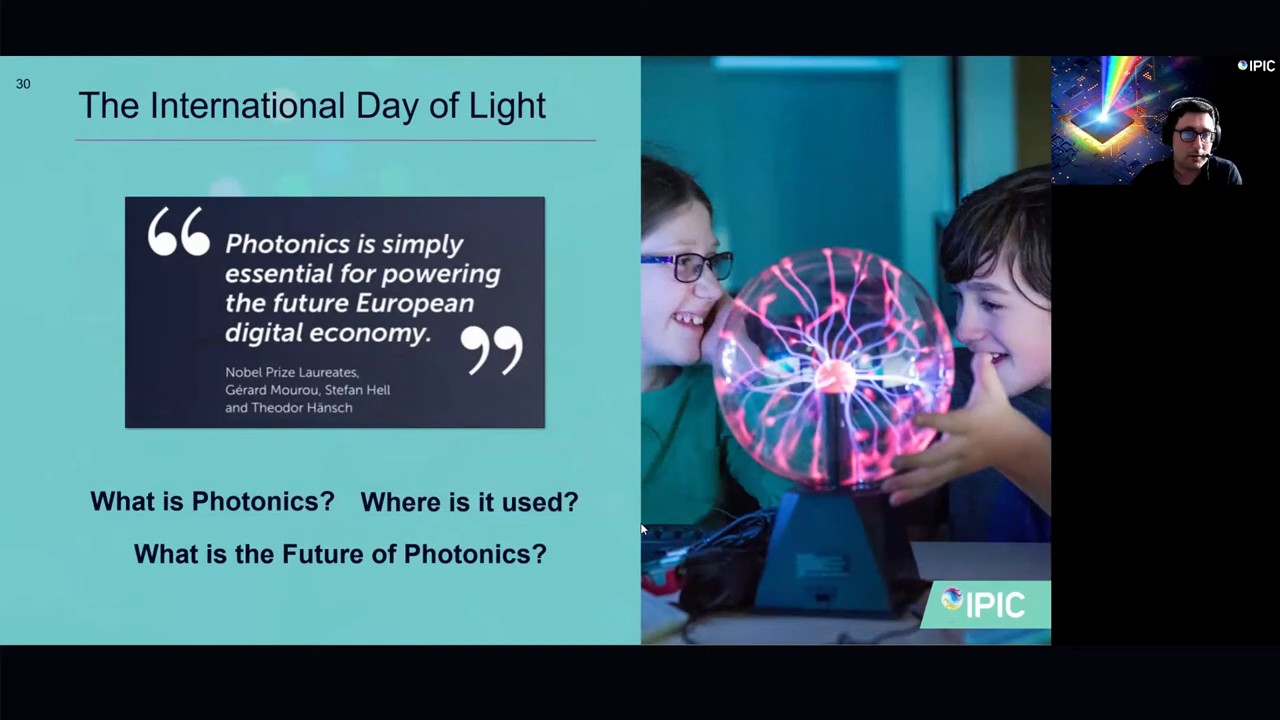 30
The International Day of Light
“ Photonics is simply
essential for powering
the future European
digital economy. ”
Nobel Prize Laureates,
Gérard Mourou, Stefan Hell
and Theodor Hänsch
What is Photonics? Where is it used?
What is the Future of Photonics?
IPIC
IPIC